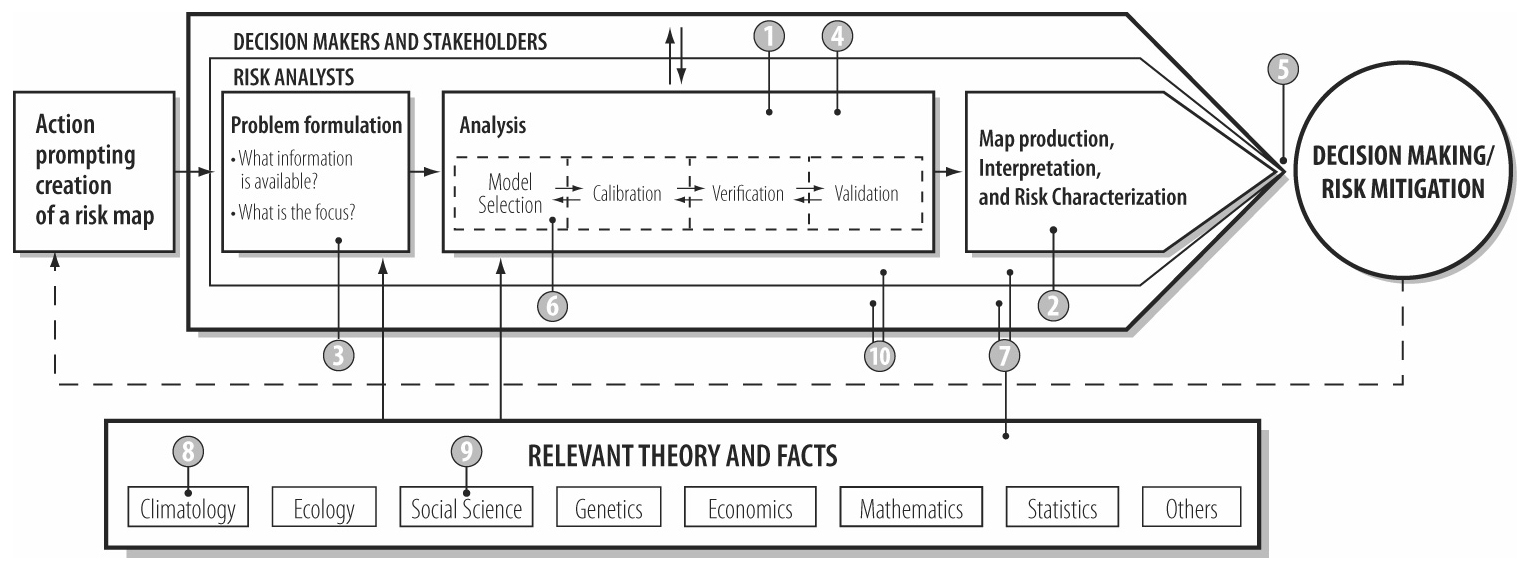 DECISION MAKERS AND STAKEHOLDERS
1
4
RISK ANALYSTS
5
Action
prompting
creation
of a risk map
Problem formulation
• What information
is available?
• What is the focus?
Analysis
Model
Selection
Calibration
Verification
Validation
Map production,
Interpretation,
and Risk Characterization
DECISION MAKING/
RISK MITIGATION
6
2
3
10
7
8
9
RELEVANT THEORY AND FACTS
Climatology
Ecology
Social Science
Genetics
Economics
Mathematics
Statistics
Others